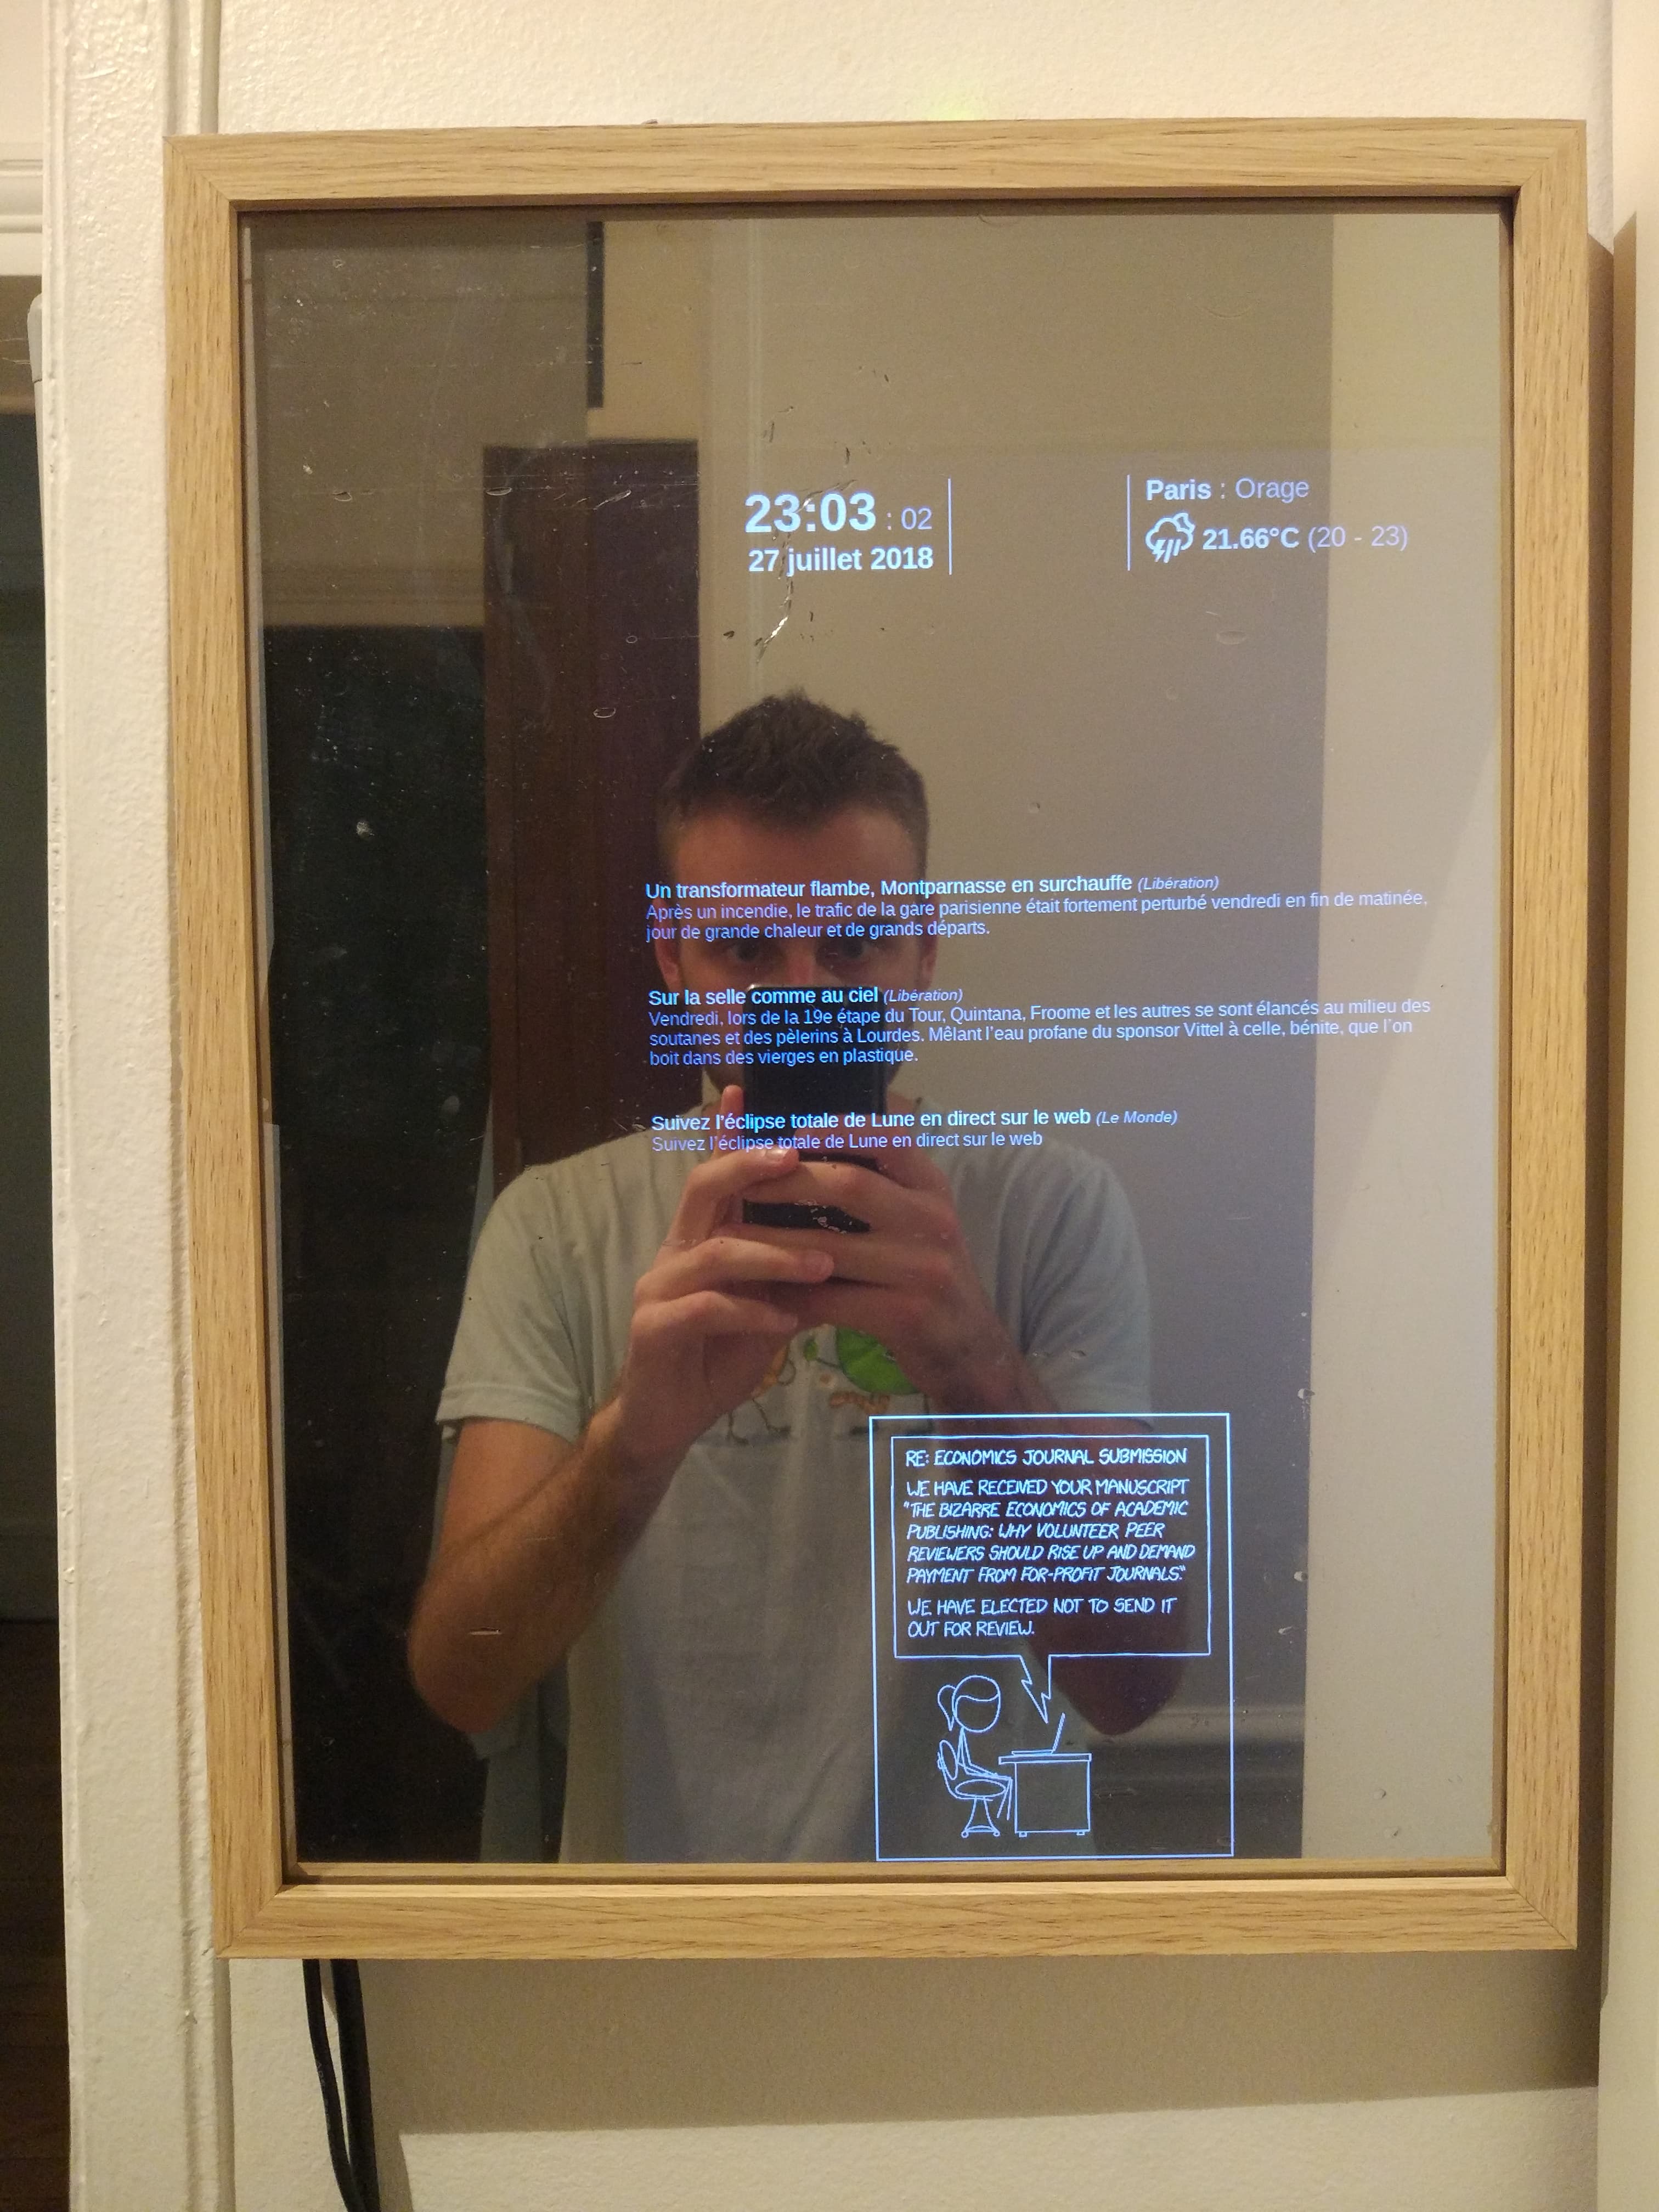 23:03 : 02
27 juillet 2018
Paris : Orage
21.66°C (20 - 23)
Un transformateur flambe, Montparnasse en surchauffe (Libération)
Après un incendie, le trafic de la gare parisienne était fortement perturbé vendredi en fin de matinée,
jour de grande chaleur et de grands départs.
Sur la selle comme au ciel (Libération)
Vendredi, lors de la 19e étape du Tour, Quintana, Froome et les autres se sont élancés au milieu des
soutanes et des pèlerins à Lourdes. Mêlant l'eau profane du sponsor Vittel à celle, bénite, que l'on
boit dans des vierges en plastique.
Suivez l'éclipse totale de Lune en direct sur le web (Le Monde)
Suivez l'éclipse totale de Lune en direct sur le web
RE: ECONOMICS JOURNAL SUBMISSION
WE HAVE RECEIVED YOUR MANUSCRIPT
"THE BIZARRE ECONOMICS OF ACADEMIC
PUBLISHING: WHY VOLUNTEER PEER
REVIEWERS SHOULD RISE UP AND DEMAND
PAYMENT FROM FOR-PROFIT JOURNALS."
WE HAVE ELECTED NOT TO SEND IT
OUT FOR REVIEW.